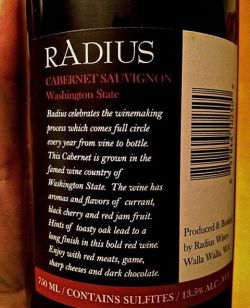 RADIUS
CABERNET SAUVIGNON
Washington State
Radius celebrates the winemaking
process which comes full circle
every year from vine to bottle.
This Cabernet is grown in the
famed wine country of
Washington State. The wine has
aromas and flavors of currant,
black cherry and red jam fruit.
Hints of toasty oak lead to a
long finish in this bold red wine.
Enjoy with red meats, game,
sharp cheeses and dark chocolate.
Produced & Bottled
by Radius Winery
Walla Walla, WA
750 ML / CONTAINS SULFITES / 13.5% ALC.